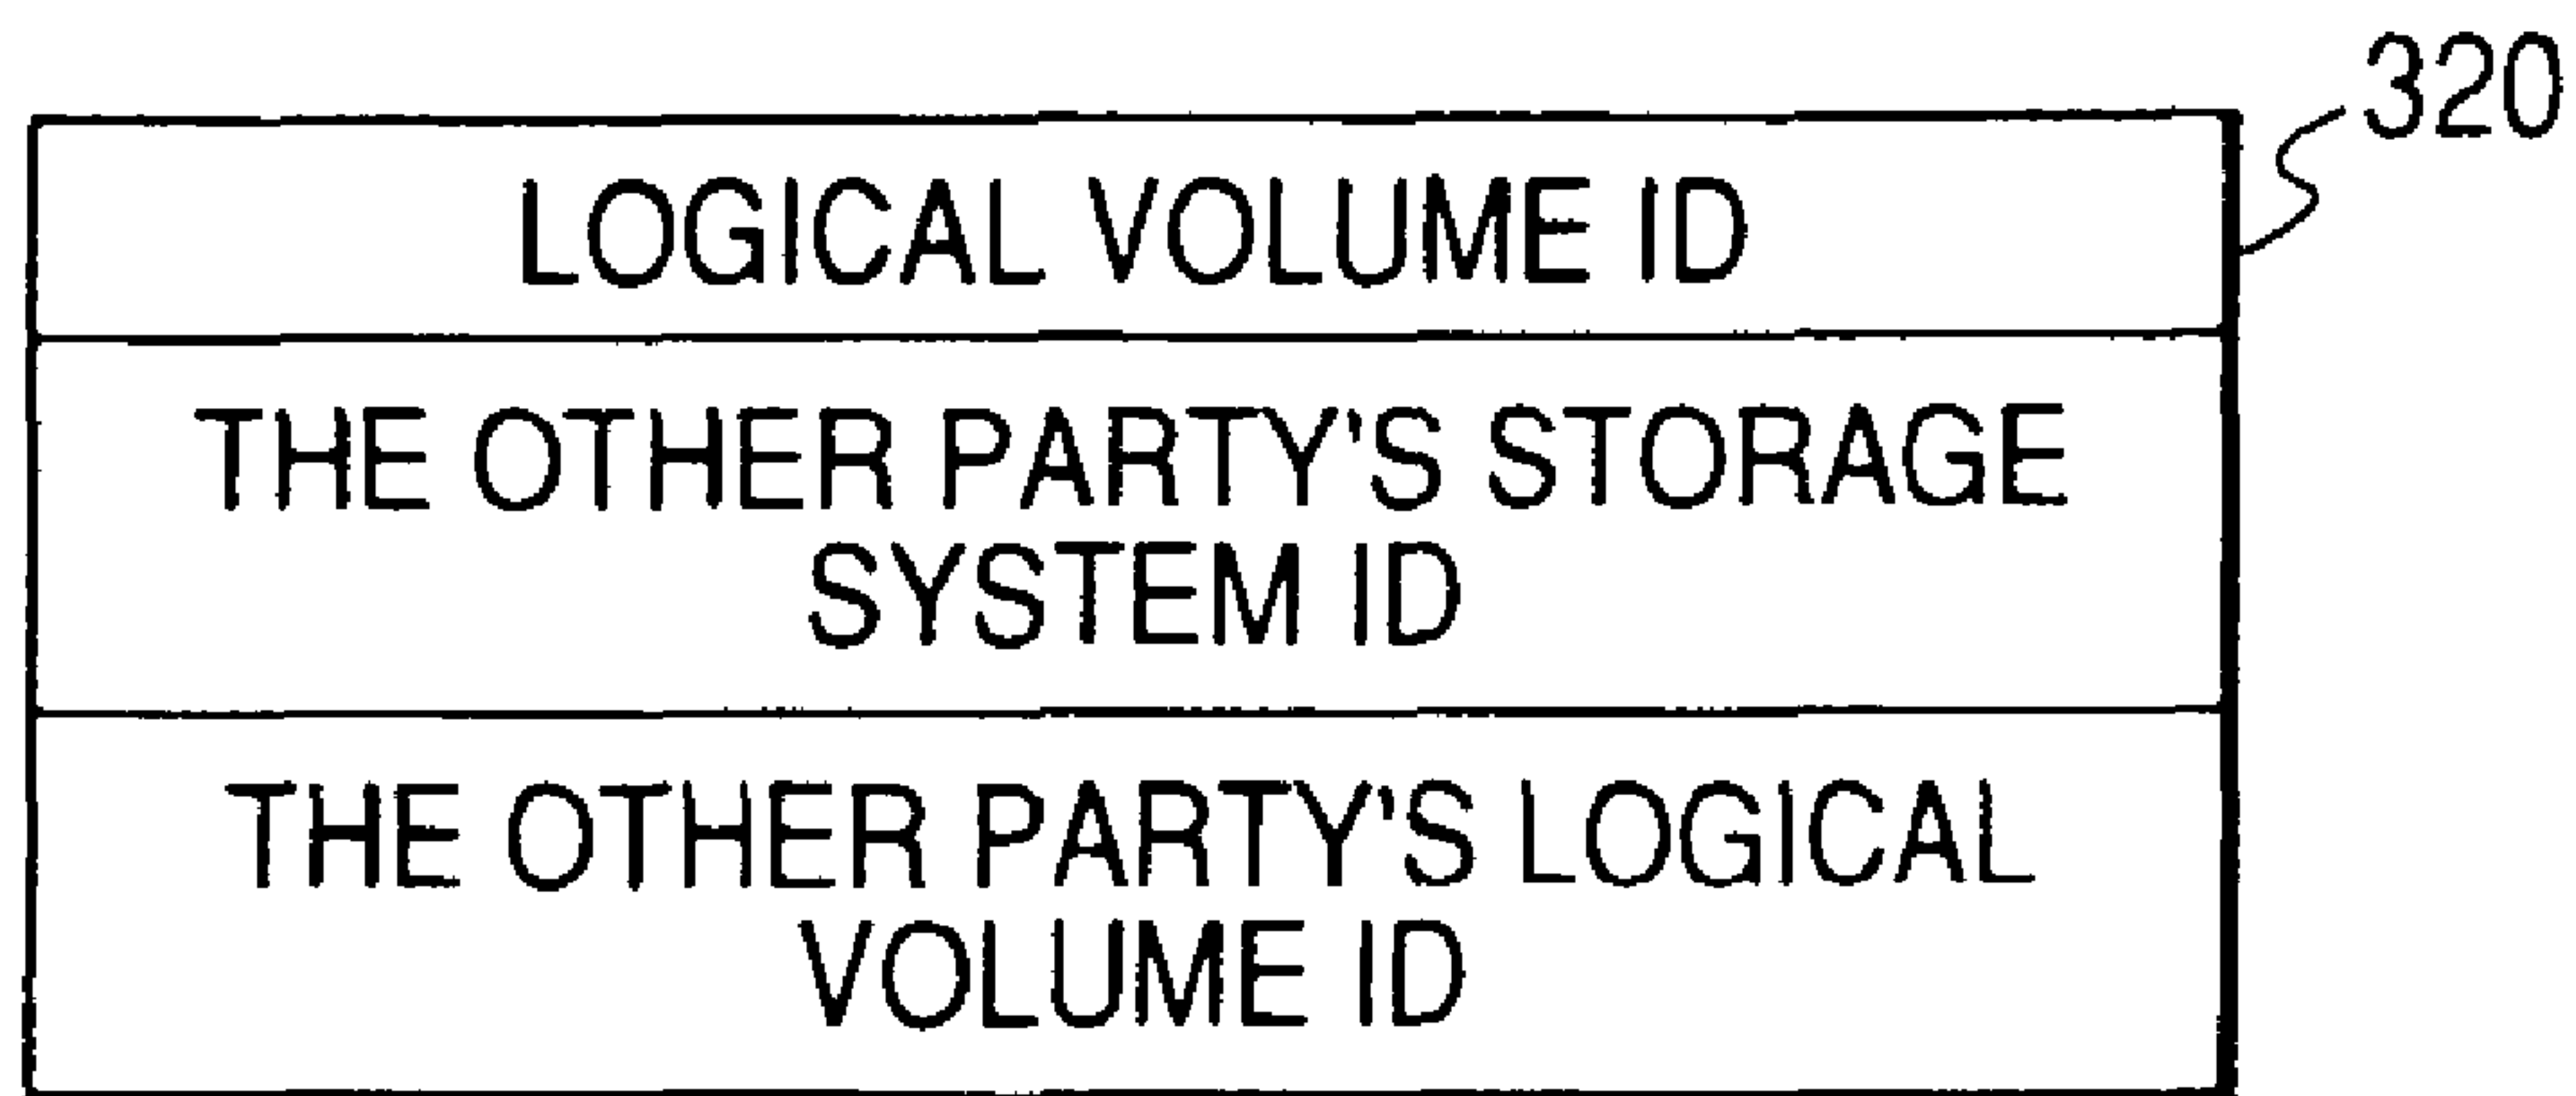 320
LOGICAL VOLUME ID
THE OTHER PARTY'S STORAGE
SYSTEM ID
THE OTHER PARTY'S LOGICAL
VOLUME ID